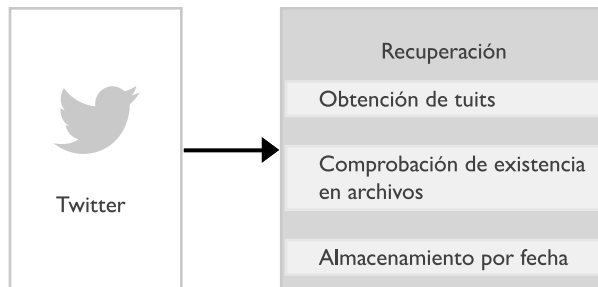 Twitter
Recuperación
Obtención de tuits
Comprobación de existencia
en archivos
Almacenamiento por fecha